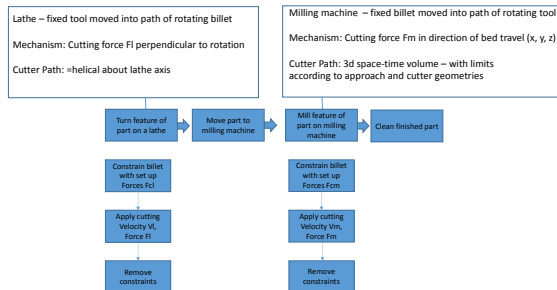 Lathe – fixed tool moved into path of rotating billet
Mechanism: Cutting force Fl perpendicular to rotation
Cutter Path: =helical about lathe axis
Milling machine – fixed billet moved into path of rotating tool
Mechanism: Cutting force Fm in direction of bed travel (x, y, z)
Cutter Path: 3d space-time volume – with limits
according to approach and cutter geometries
Turn feature of
part on a lathe
Move part to
milling machine
Mill feature of
part on milling
machine
Clean finished part
Constrain billet
with set up
Forces Fcl
Constrain billet
with set up
Forces Fcm
Apply cutting
Velocity Vl,
Force Fl
Apply cutting
Velocity Vm,
Force Fm
Remove
constraints
Remove
constraints